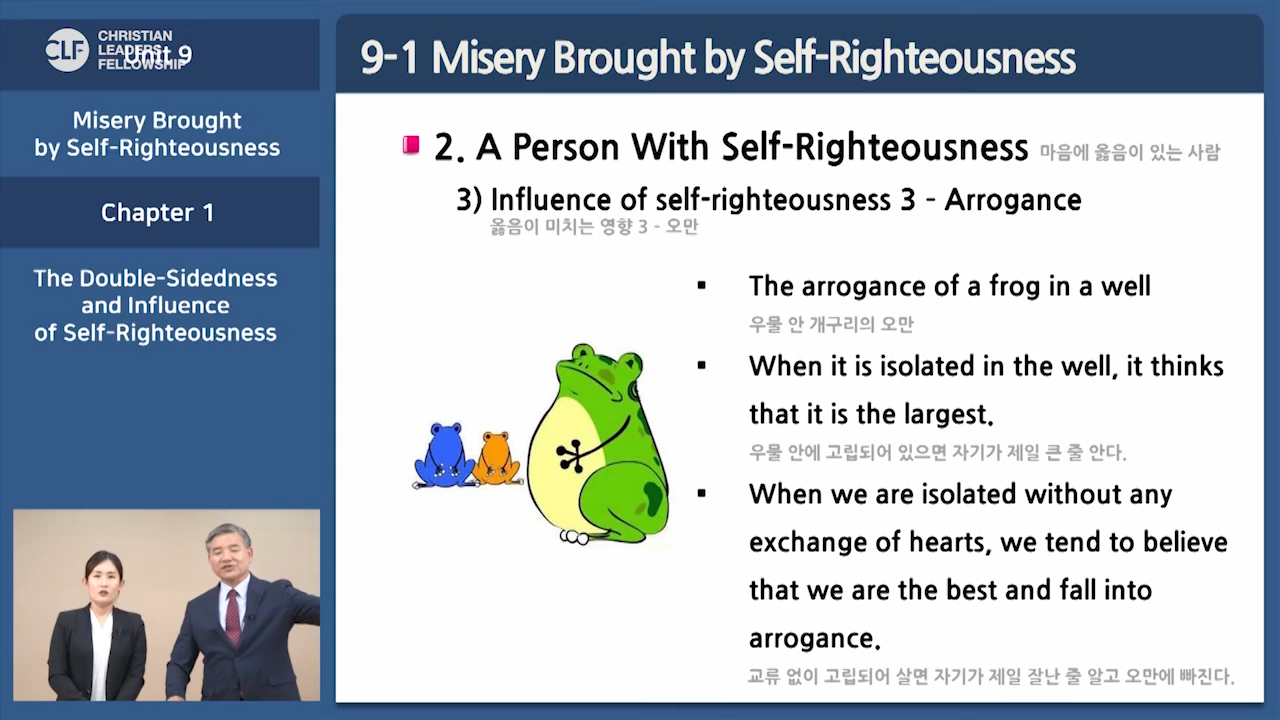 CLF CHRISTIAN
LEADERS
FELLOWSHIP
Unit 9
Misery Brought
by Self-Righteousness
Chapter 1
The Double-Sidedness
and Influence
of Self-Righteousness
9-1 Misery Brought by Self-Righteousness
2. A Person With Self-Righteousness 마음에 옳음이 있는 사람
3) Influence of self-righteousness 3 - Arrogance
옳음이 미치는 영향 3 - 오만
▪ The arrogance of a frog in a well
우물 안 개구리의 오만
▪ When it is isolated in the well, it thinks
that it is the largest.
우물 안에 고립되어 있으면 자기가 제일 큰 줄 안다.
▪ When we are isolated without any
exchange of hearts, we tend to believe
that we are the best and fall into
arrogance.
교류 없이 고립되어 살면 자기가 제일 잘난 줄 알고 오만에 빠진다.